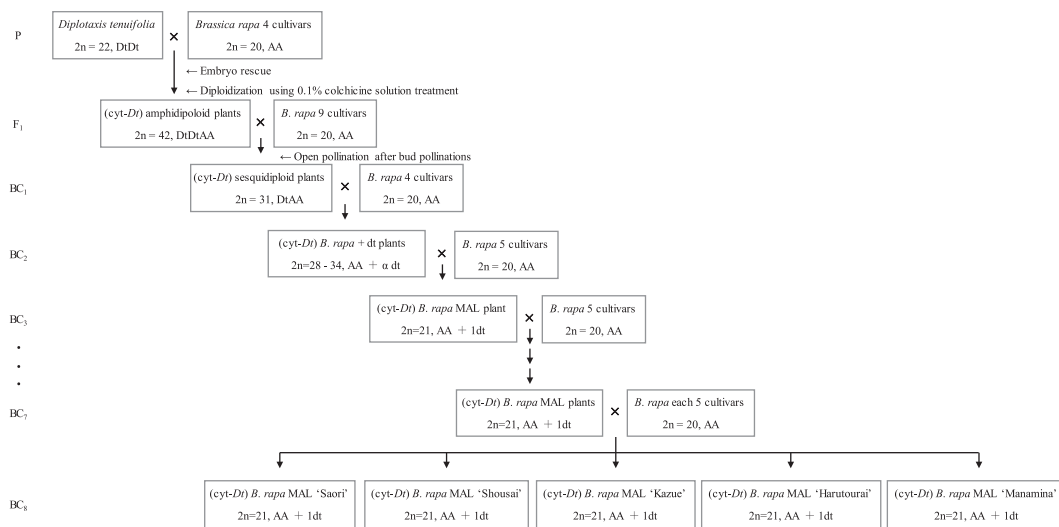 P
Diplotaxis tenuifolia
2n = 22, DtDt
×
Brassica rapa 4 cultivars
2n = 20, AA
← Embryo rescue
← Diploidization using 0.1% colchicine solution treatment
F1
(cyt-Dt) amphidipoloid plants
2n = 42, DtDtAA
×
B. rapa 9 cultivars
2n = 20, AA
← Open pollination after bud pollinations
BC1
(cyt-Dt) sesquidiploid plants
2n = 31, DtAA
×
B. rapa 4 cultivars
2n = 20, AA
BC2
(cyt-Dt) B. rapa + dt plants
2n=28 - 34, AA + α dt
×
B. rapa 5 cultivars
2n = 20, AA
BC3
(cyt-Dt) B. rapa MAL plant
2n=21, AA + 1dt
×
B. rapa 5 cultivars
2n = 20, AA
BC7
(cyt-Dt) B. rapa MAL plants
2n=21, AA + 1dt
×
B. rapa each 5 cultivars
2n = 20, AA
BC8
(cyt-Dt) B. rapa MAL ‘Saori’
2n=21, AA + 1dt
(cyt-Dt) B. rapa MAL ‘Shousai’
2n=21, AA + 1dt
(cyt-Dt) B. rapa MAL ‘Kazue’
2n=21, AA + 1dt
(cyt-Dt) B. rapa MAL ‘Harutourai’
2n=21, AA + 1dt
(cyt-Dt) B. rapa MAL ‘Manamina’
2n=21, AA + 1dt